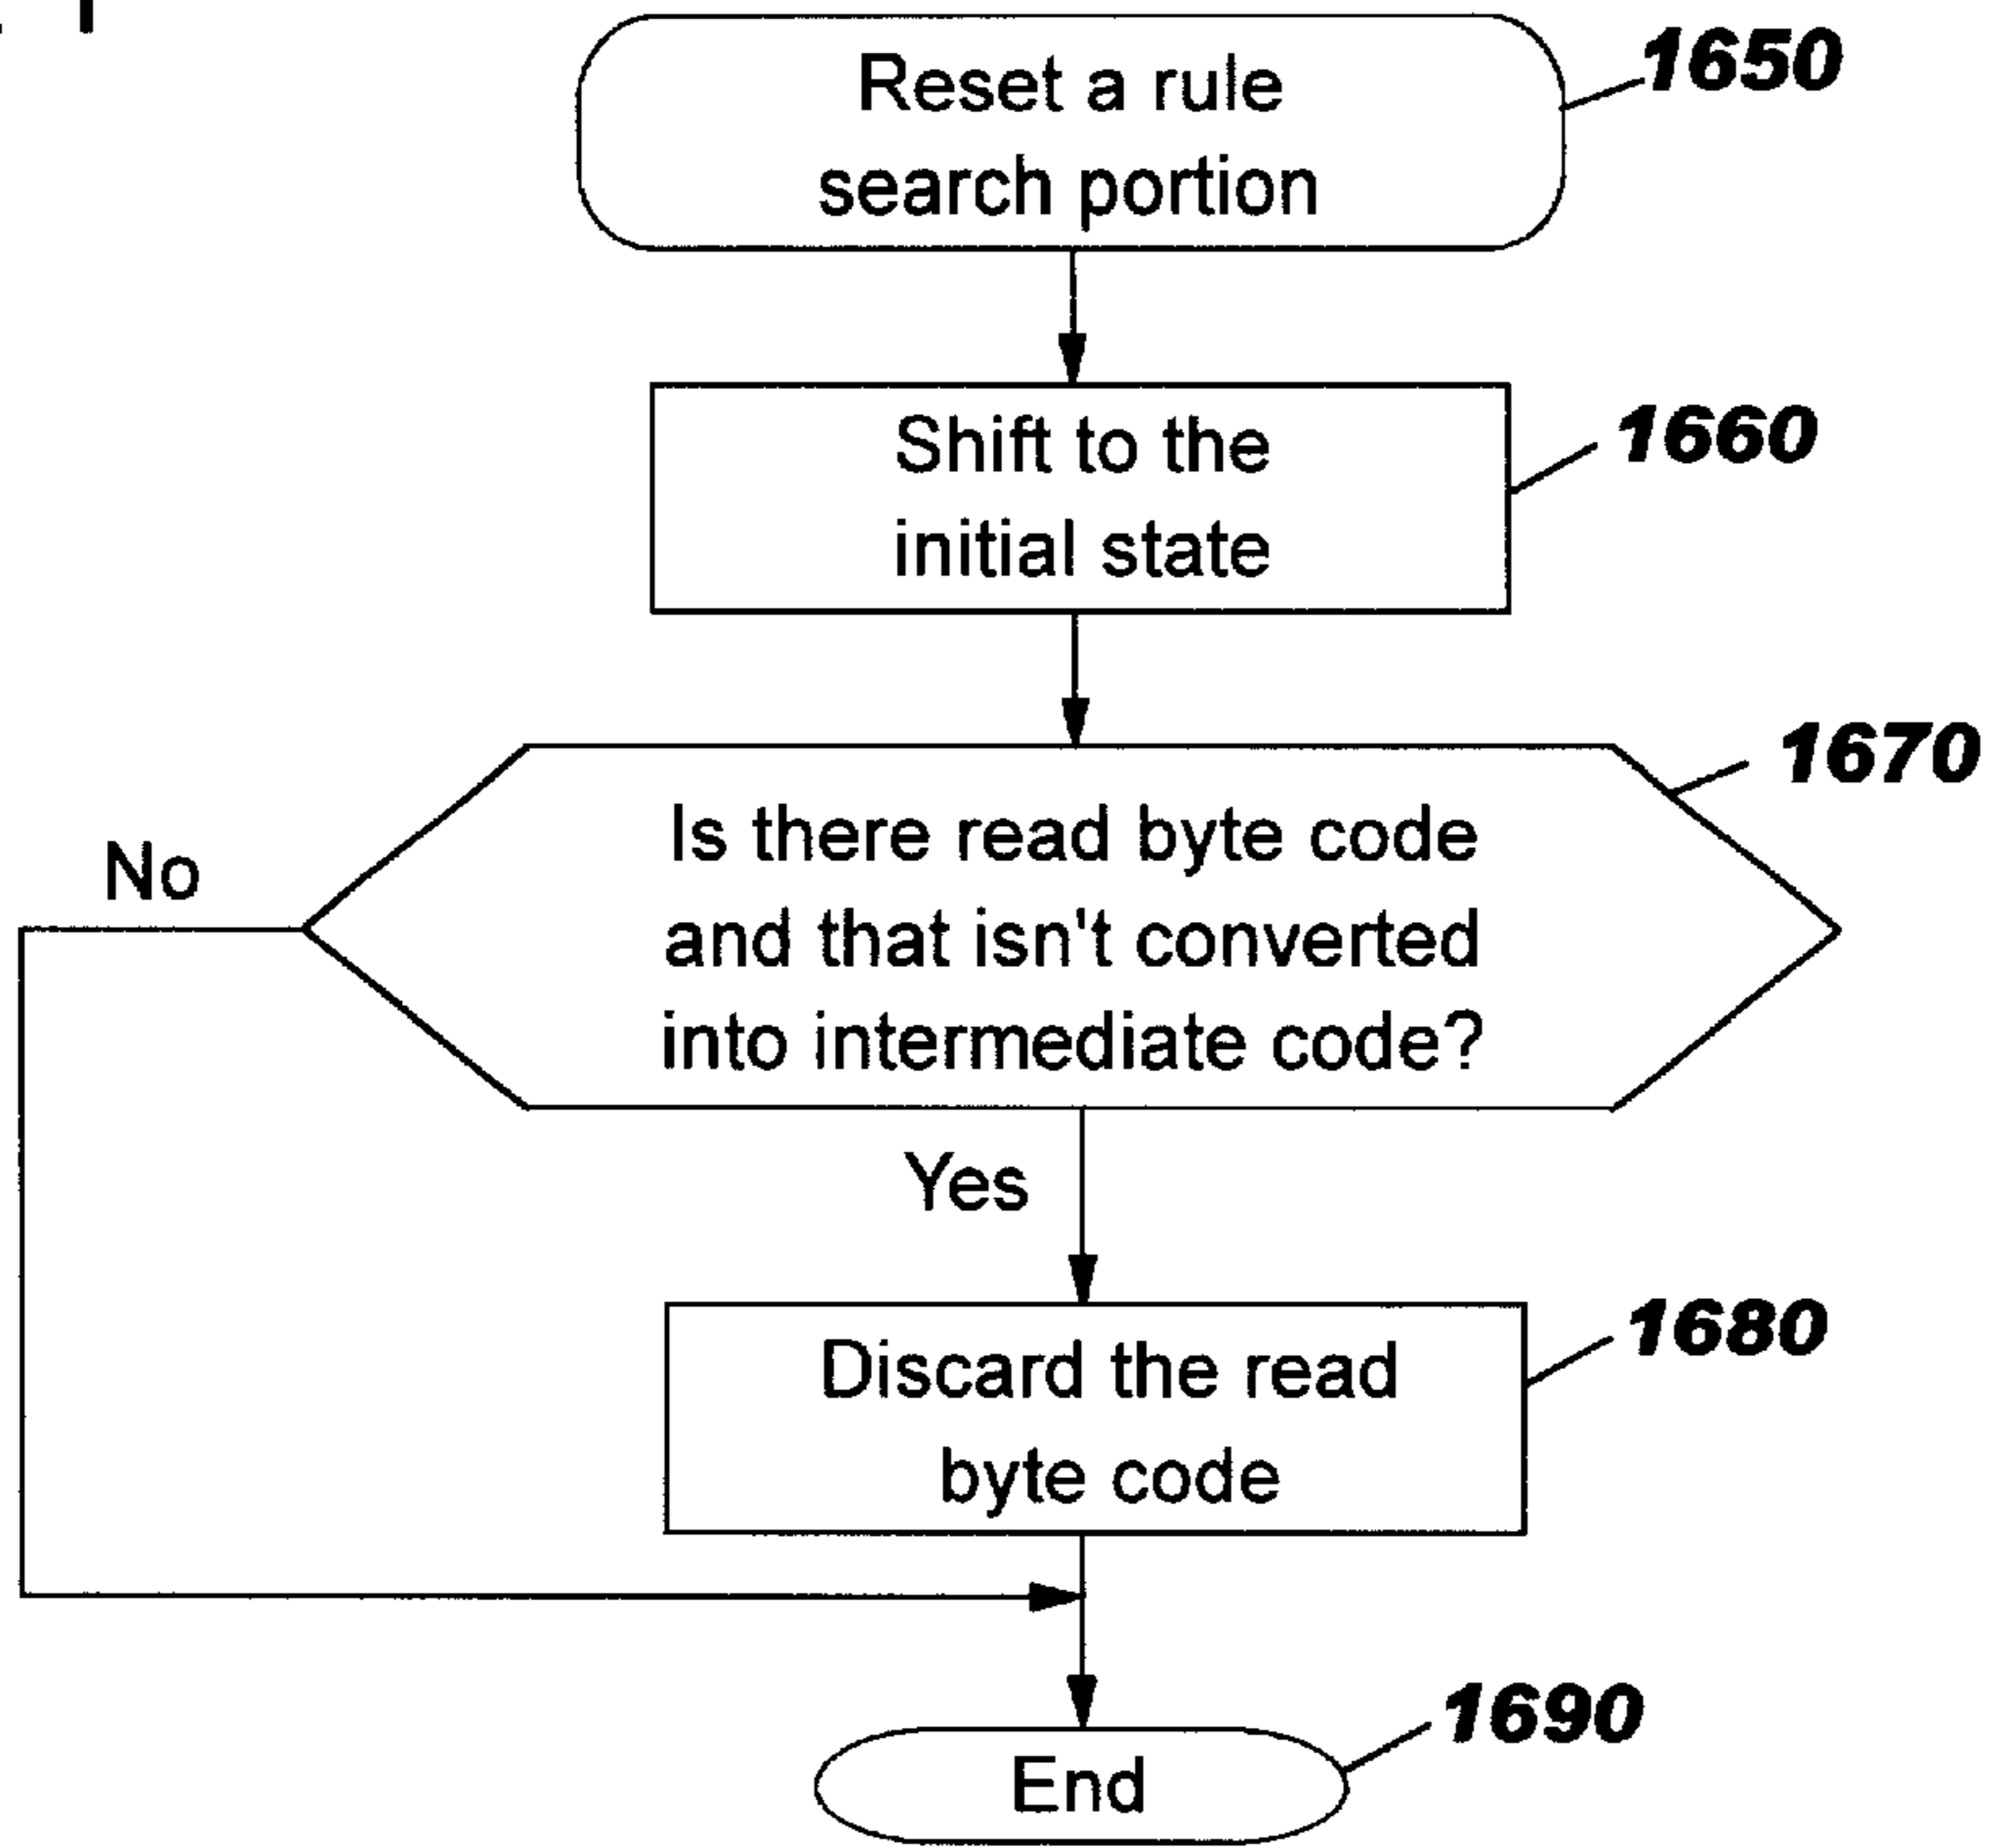 Reset a rule
search portion
1650
Shift to the
initial state
1660
Is there read byte code
and that isn't converted
into intermediate code?
1670
No
Yes
Discard the read
byte code
1680
End
1690